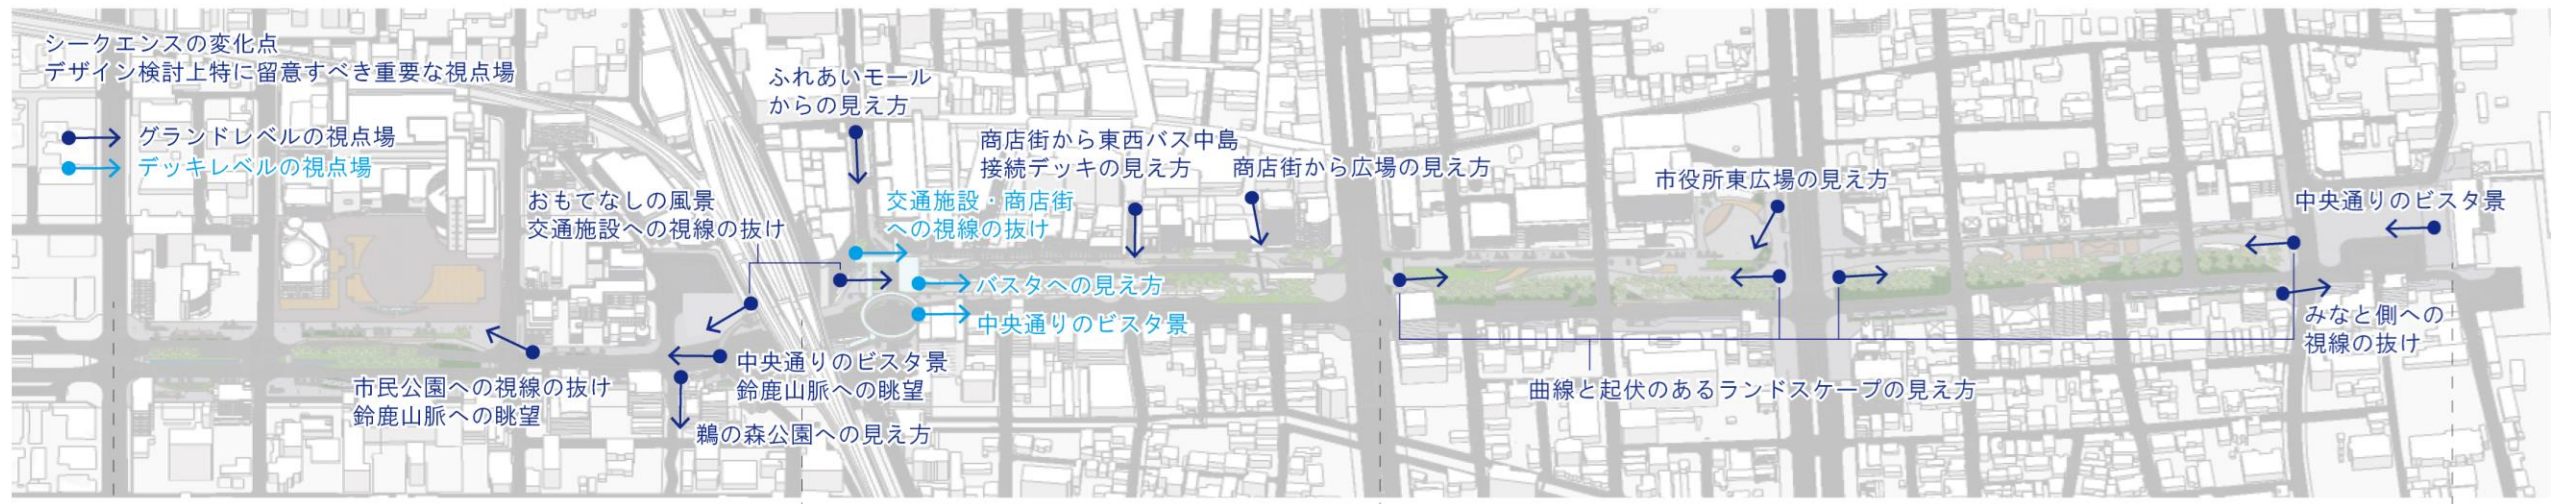 シークエンスの変化点
デザイン検討上特に留意すべき重要な視点場
グランドレベルの視点場
デッキレベルの視点場
おもてなしの風景
交通施設への視線の抜け
ふれあいモール
からの見え方
交通施設・商店街
への視線の抜け
商店街から東西バス中島
接続デッキの見え方
商店街から広場の見え方
市役所東広場の見え方
中央通りのビスタ景
バスタへの見え方
中央通りのビスタ景
みなと側への
視線の抜け
市民公園への視線の抜け
鈴鹿山脈への眺望
中央通りのビスタ景
鈴鹿山脈への眺望
鵜の森公園への見え方
曲線と起伏のあるランドスケープの見え方